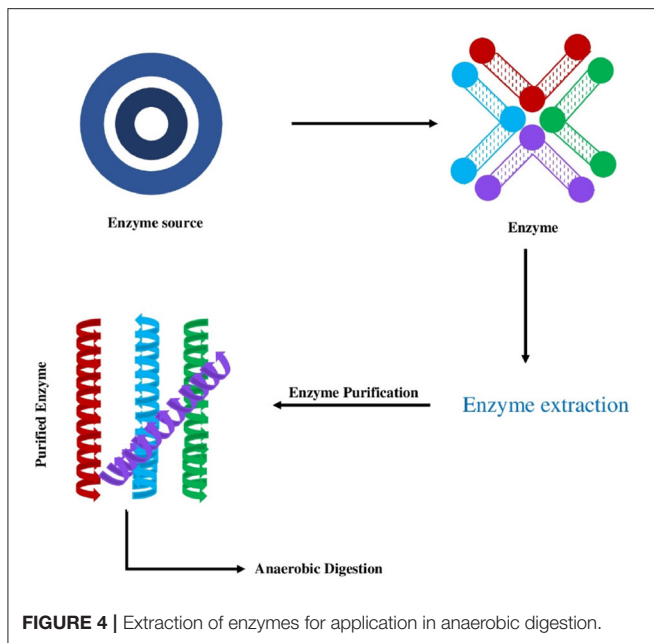 Enzyme source
Enzyme
Purified Enzyme
Enzyme Purification
Enzyme extraction
Anaerobic Digestion
FIGURE 4 | Extraction of enzymes for application in anaerobic digestion.